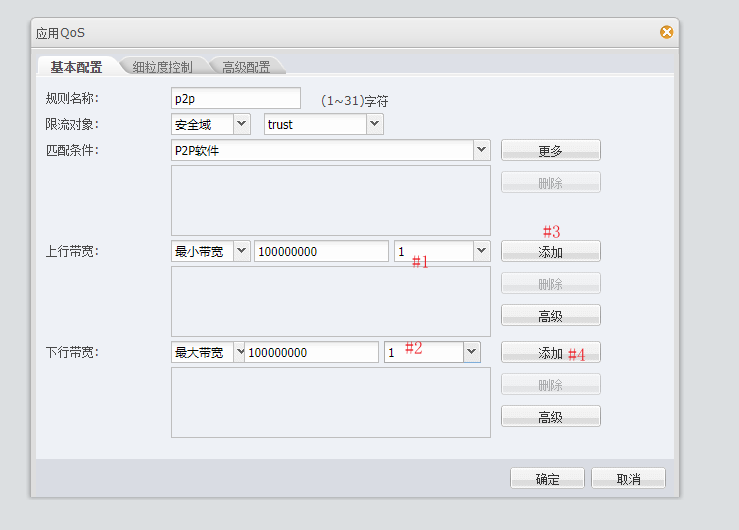 应用QoS
基本配置 细粒度控制 高级配置
规则名称: p2p (1~31)字符
限流对象: 安全域 trust
匹配条件: P2P软件 更多
删除
#3
上行带宽: 最小带宽 100000000 1 添加
#1
删除
高级
下行带宽: 最大带宽 100000000 1 #2 添加 #4
删除
高级
确定 取消